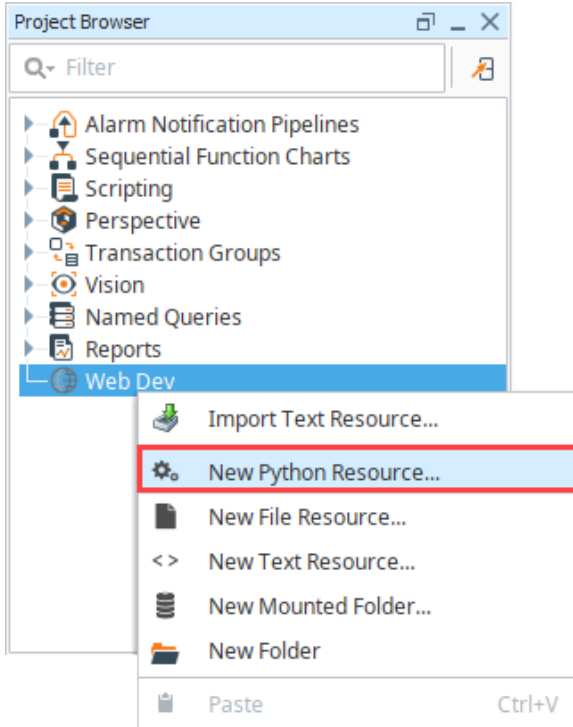 Project Browser
Filter
Alarm Notification Pipelines
Sequential Function Charts
Scripting
Perspective
Transaction Groups
Vision
Named Queries
Reports
Web Dev
Import Text Resource...
New Python Resource...
New File Resource...
New Text Resource...
New Mounted Folder...
New Folder
Paste Ctrl+V